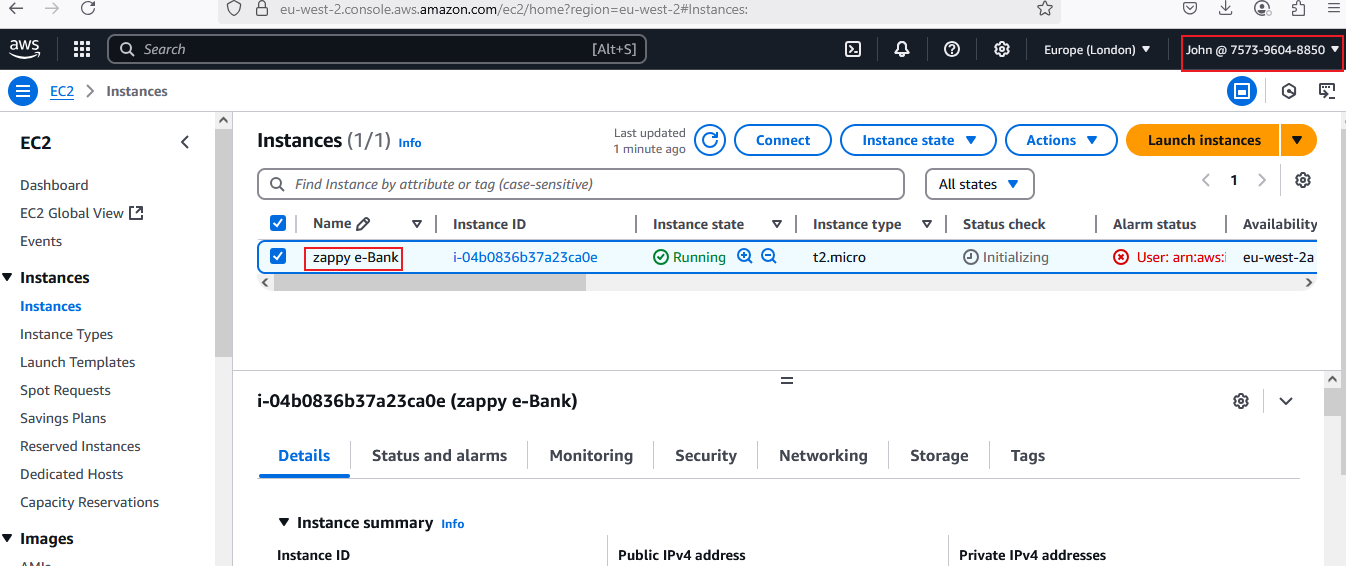 eu-west-2.console.aws.amazon.com/ec2/home?region=eu-west-2#Instances:
aws
Search [Alt+S] Europe (London) John @ 7573-9604-8850
EC2 > Instances
EC2
Dashboard
EC2 Global View
Events
Instances
Instances
Instance Types
Launch Templates
Spot Requests
Savings Plans
Reserved Instances
Dedicated Hosts
Capacity Reservations
Images
Instances (1/1) Info
Last updated
1 minute ago
Connect Instance state Actions Launch instances
Find Instance by attribute or tag (case-sensitive) All states 1
Name Instance ID Instance state Instance type Status check Alarm status Availability
zappy e-Bank i-04b0836b37a23ca0e Running t2.micro Initializing User: arn:aws:i eu-west-2a
i-04b0836b37a23ca0e (zappy e-Bank)
Details Status and alarms Monitoring Security Networking Storage Tags
Instance summary Info
Instance ID Public IPv4 address Private IPv4 addresses